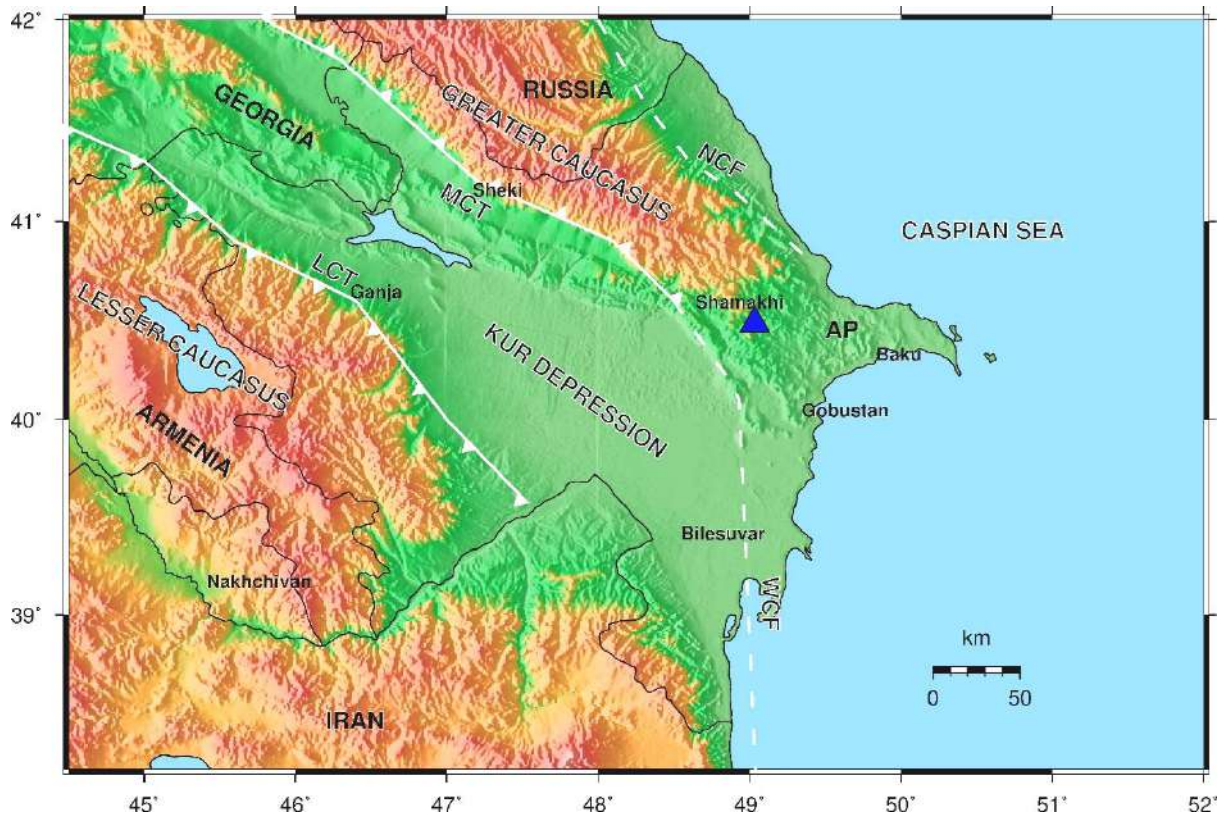 42°
RUSSIA
GREATER CAUCASUS
GEORGIA
NCF
Sheki
MCT
41°
CASPIAN SEA
LCT
Ganja
Shamakhi
LESSER CAUCASUS
KUR DEPRESSION
AP
Baku
40°
Gobustan
ARMENIA
Bilesuvar
Nakhchivan
WCF
39°
km
0 50
IRAN
45° 46° 47° 48° 49° 50° 51° 52°